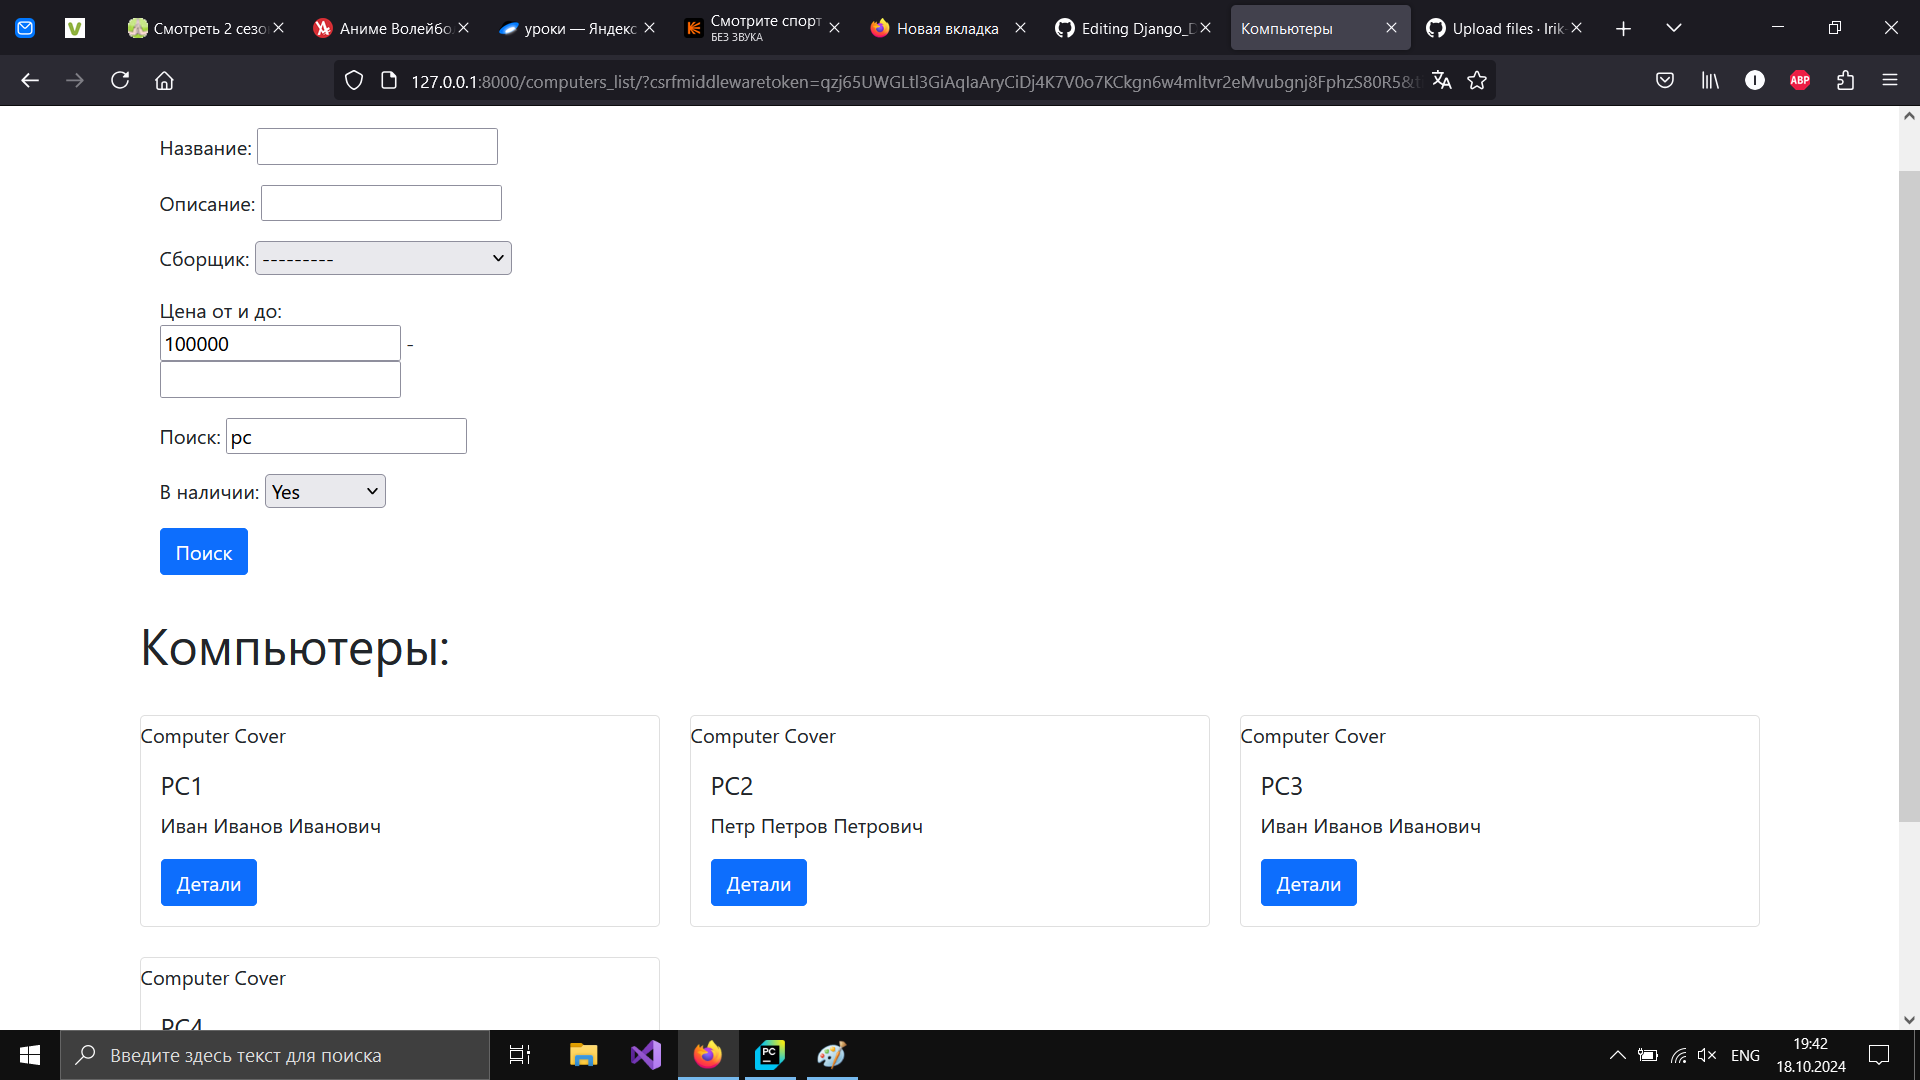 Смотреть 2 сезо
Аниме Волейбо
уроки — Яндекс
Смотрите спорт
БЕЗ ЗВУКА
Новая вкладка
Editing Django_D
Компьютеры
Upload files · Irik
127.0.0.1:8000/computers_list/?csrfmiddlewaretoken=qzj65UWGLtl3GiAqIaAryCiDj4K7V0o7KCkgn6w4mltvr2eMvubgnj8FphzS80R5&t
ABP
Название:
Описание:
Сборщик: ---------
Цена от и до:
100000 -
Поиск: pc
В наличии: Yes
Поиск
Компьютеры:
Computer Cover
PC1
Иван Иванов Иванович
Детали
Computer Cover
PC2
Петр Петров Петрович
Детали
Computer Cover
PC3
Иван Иванов Иванович
Детали
Computer Cover
PC4
Введите здесь текст для поиска
PC
ENG
19:42
18.10.2024